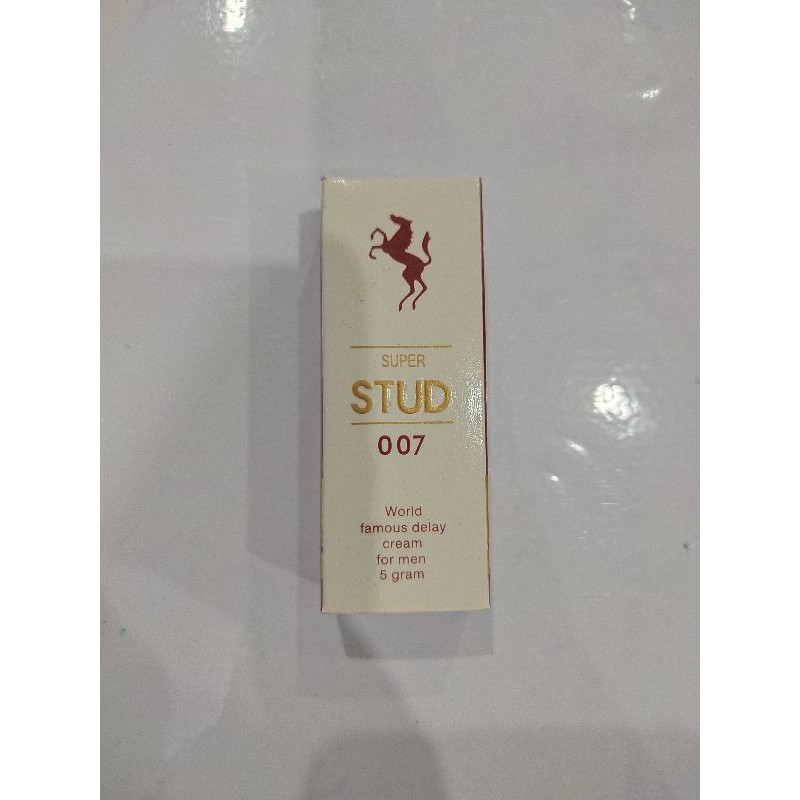 SUPER
STUD
007
World
famous delay
cream
for men
5 gram